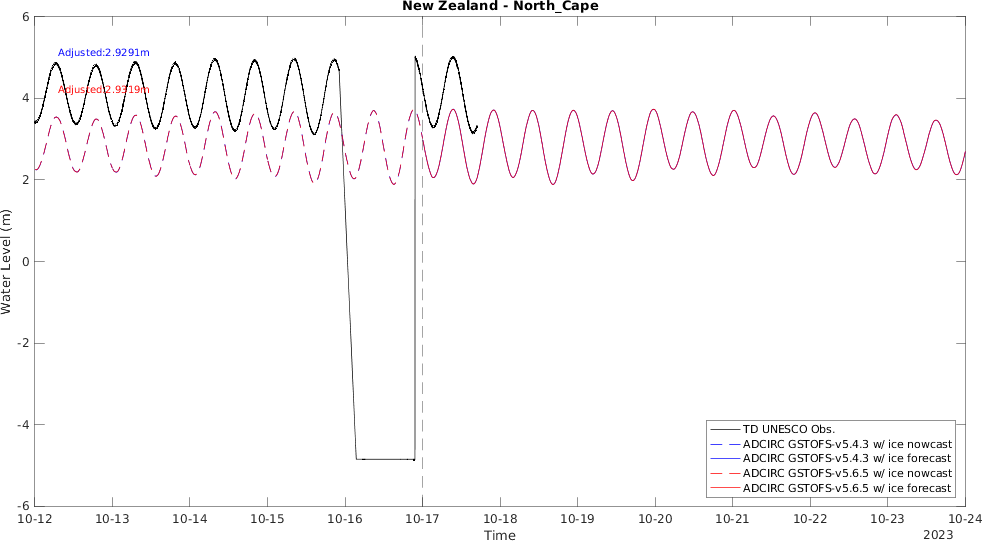 New Zealand - North_Cape
6
4
2
0
-2
-4
-6
Water Level (m)
Adjusted:2.9291m
Adjusted:2.9319m
TD UNESCO Obs.
ADCIRC GSTOFS-v5.4.3 w/ ice nowcast
ADCIRC GSTOFS-v5.4.3 w/ ice forecast
ADCIRC GSTOFS-v5.6.5 w/ ice nowcast
ADCIRC GSTOFS-v5.6.5 w/ ice forecast
10-12 10-13 10-14 10-15 10-16 10-17 10-18 10-19 10-20 10-21 10-22 10-23 10-24
Time
2023